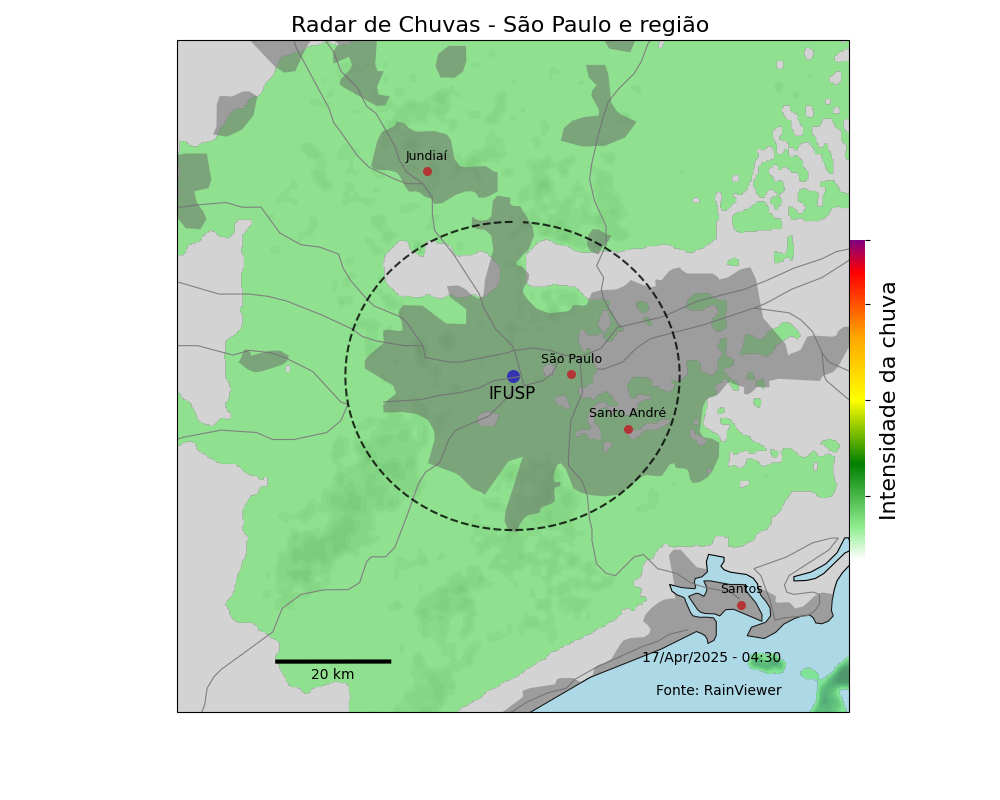 Radar de Chuvas - São Paulo e região
Jundiaí
São Paulo
IFUSP
Santo André
Intensidade da chuva
Santos
17/Apr/2025 - 04:30
20 km
Fonte: RainViewer